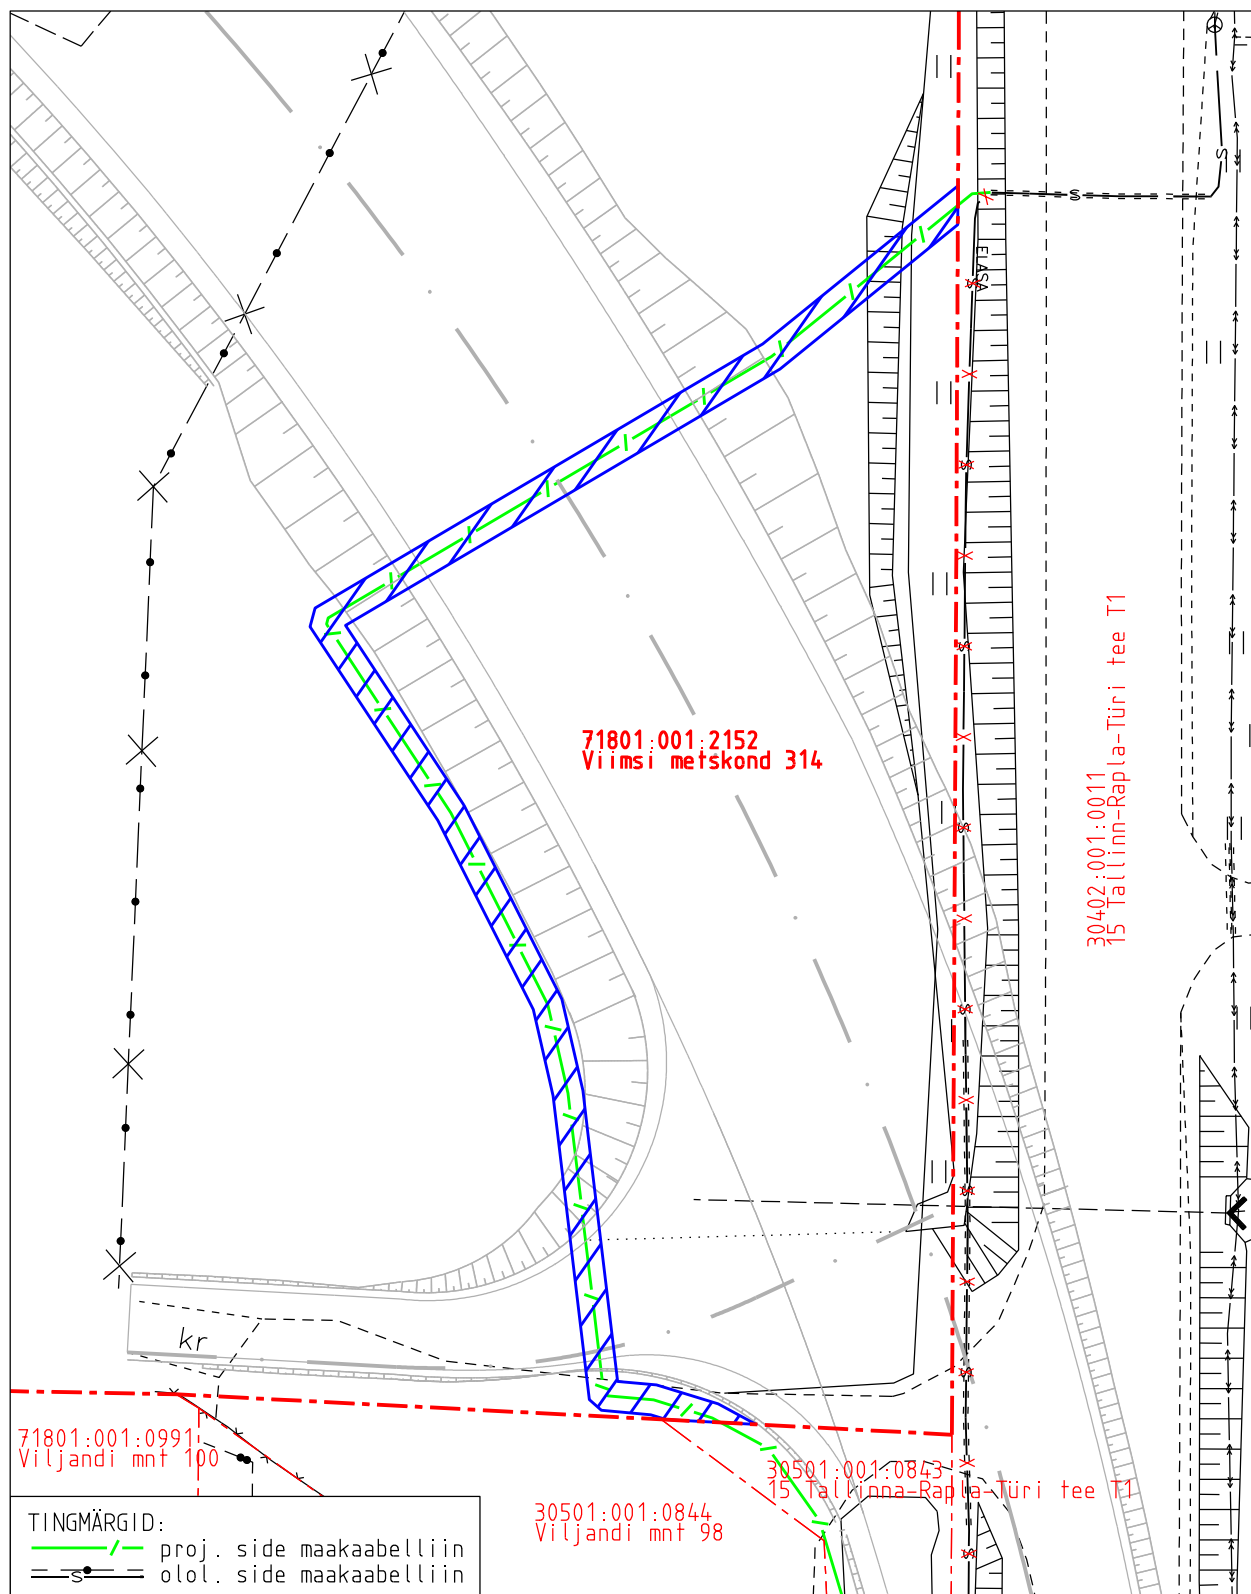 ELASA
71801:001:2152
Viimsi metskond 314
30402:001:0011
15 Tallinn-Rapla-Türi tee T1
kr
71801:001:0991
Viljandi mnt 100
30501:001:0843
15 Tallinna-Rapla-Türi tee T1
30501:001:0844
Viljandi mnt 98
TINGMÄRGID:
proj. side maakaabelliin
S olol. side maakaabelliin